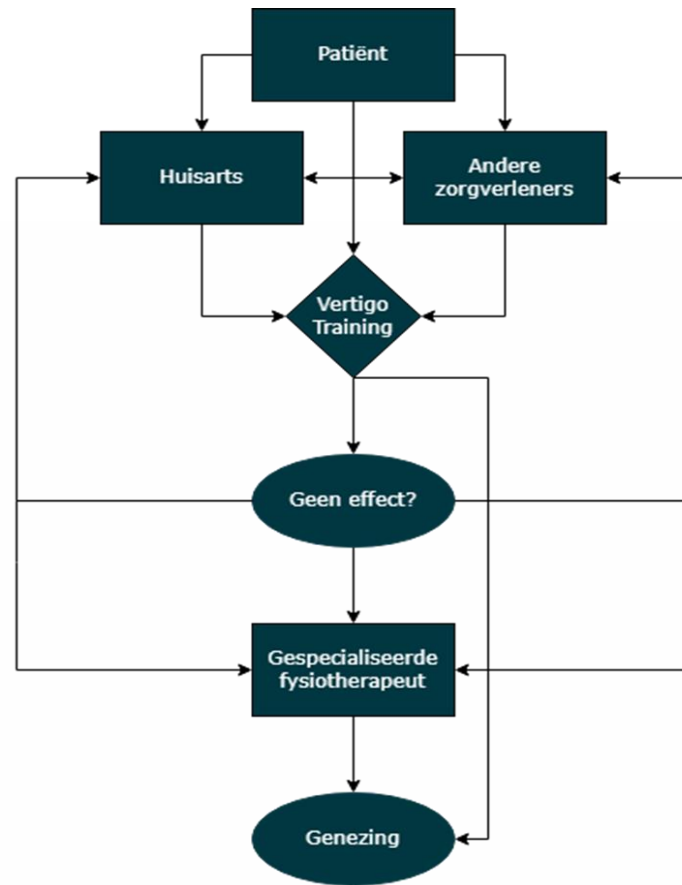 Patiënt
Huisarts
Andere
zorgverleners
Vertigo
Training
Geen effect?
Gespecialiseerde
fysiotherapeut
Genezing